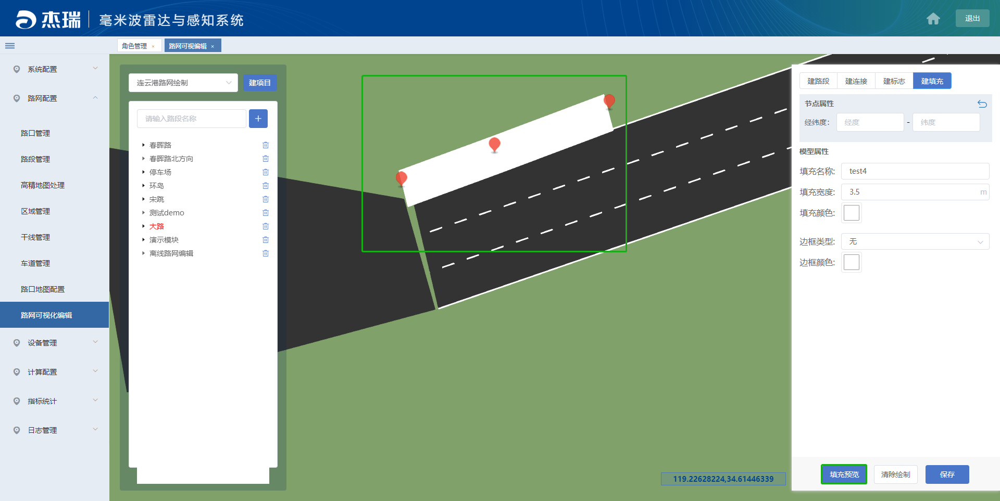 杰瑞 毫米波雷达与感知系统
退出
角色管理 ×
路网可视编辑 ×
系统配置
路网配置
路口管理
路段管理
高精地图处理
区域管理
干线管理
车道管理
路口地图配置
路网可视化编辑
设备管理
计算配置
指标统计
日志管理
连云港路网绘制
建项目
请输入路段名称
+
春晖路
春晖路北方向
停车场
环岛
宋跳
测试demo
大路
演示模块
离线路网编辑
119.22628224,34.61446339
建路段 建连接 建标志 建填充
节点属性
经纬度: 经度 - 纬度
模型属性
填充名称: test4
填充宽度: 3.5 m
填充颜色:
边框类型: 无
边框颜色:
填充预览 清除绘制 保存